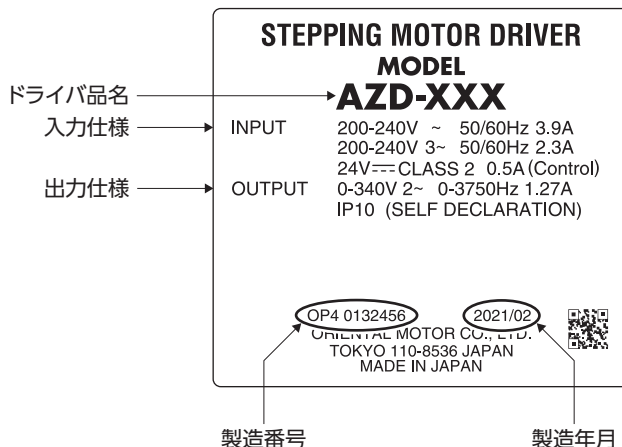 STEPPING MOTOR DRIVER
MODEL
ドライバ品名
AZD-XXX
入力仕様
INPUT
200-240V ~ 50/60Hz 3.9A
200-240V 3~ 50/60Hz 2.3A
24V⎓CLASS 2 0.5A (Control)
出力仕様
OUTPUT
0-340V 2~ 0-3750Hz 1.27A
IP10 (SELF DECLARATION)
OP4 0132456
2021/02
ORIENTAL MOTOR CO., LTD.
TOKYO 110-8536 JAPAN
MADE IN JAPAN
製造番号
製造年月